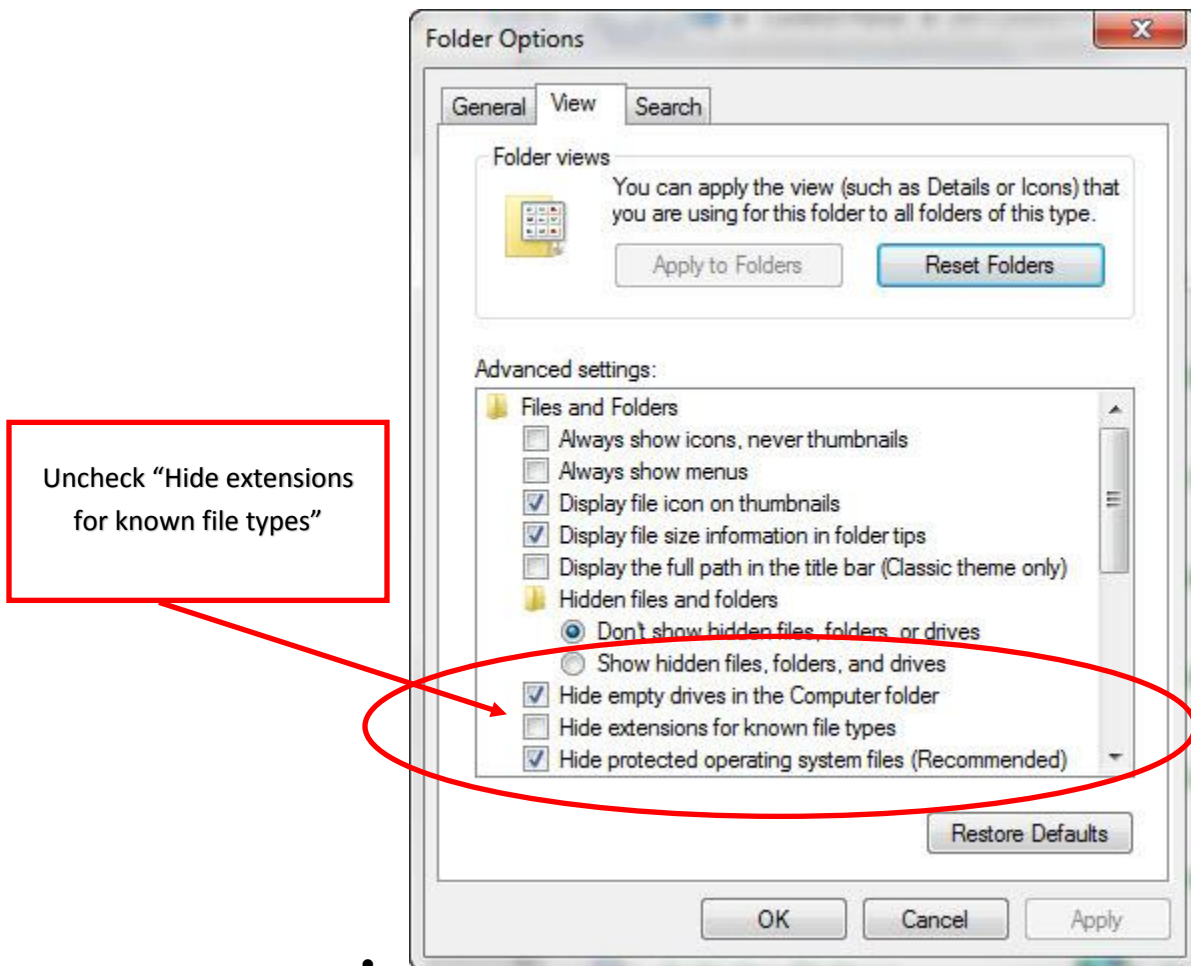 Folder Options
General View Search
Folder views
You can apply the view (such as Details or Icons) that
you are using for this folder to all folders of this type.
Apply to Folders Reset Folders
Advanced settings:
Files and Folders
Always show icons, never thumbnails
Always show menus
Display file icon on thumbnails
Display file size information in folder tips
Display the full path in the title bar (Classic theme only)
Hidden files and folders
Don't show hidden files, folders, or drives
Show hidden files, folders, and drives
Hide empty drives in the Computer folder
Hide extensions for known file types
Hide protected operating system files (Recommended)
Restore Defaults
OK Cancel Apply
Uncheck “Hide extensions
for known file types”